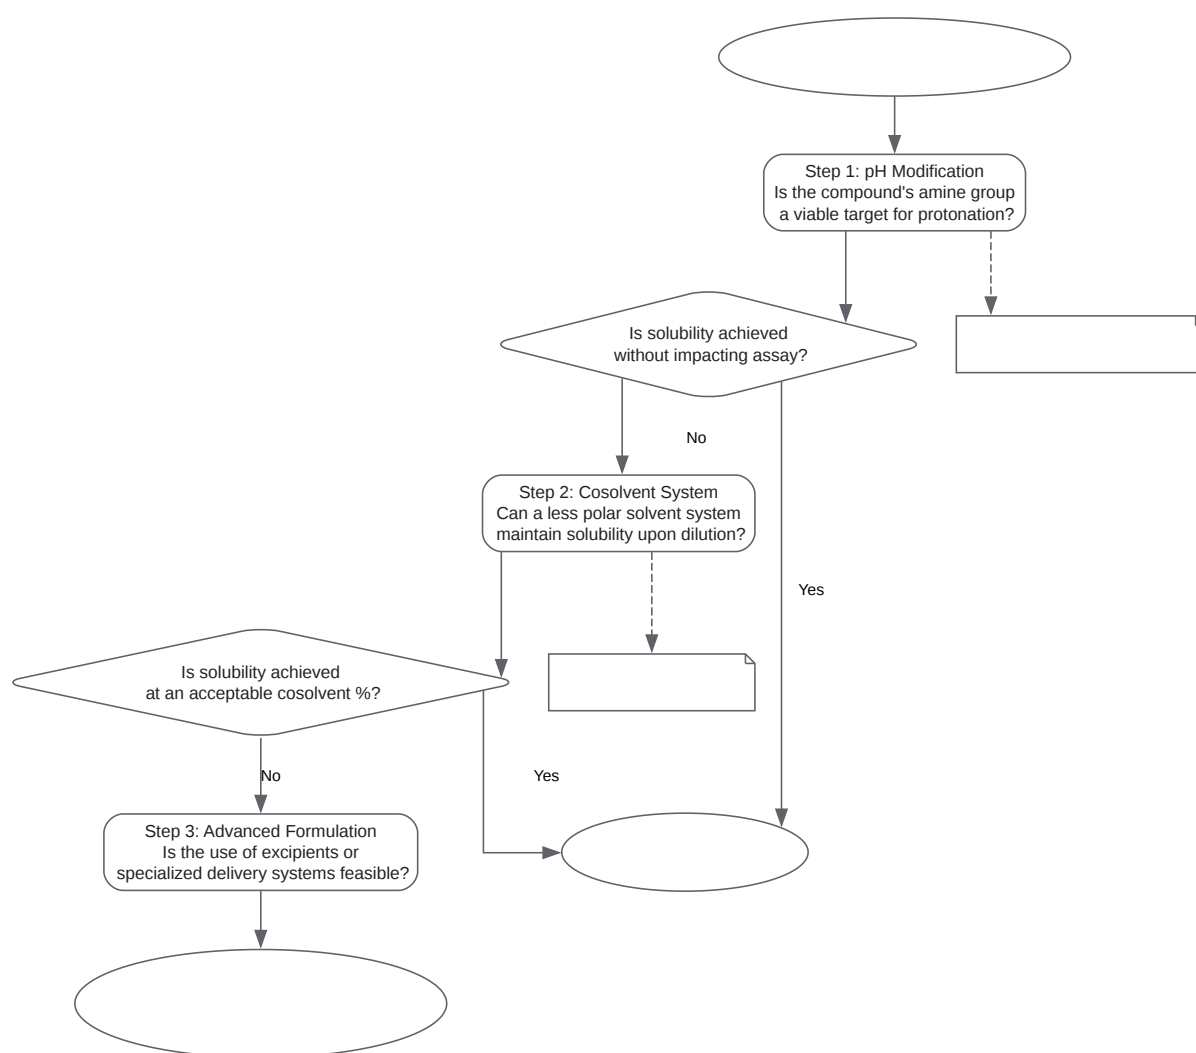 Step 1: pH Modification
Is the compound's amine group
a viable target for protonation?
Is solubility achieved
without impacting assay?
No
Step 2: Cosolvent System
Can a less polar solvent system
maintain solubility upon dilution?
Yes
Is solubility achieved
at an acceptable cosolvent %?
No
Yes
Step 3: Advanced Formulation
Is the use of excipients or
specialized delivery systems feasible?